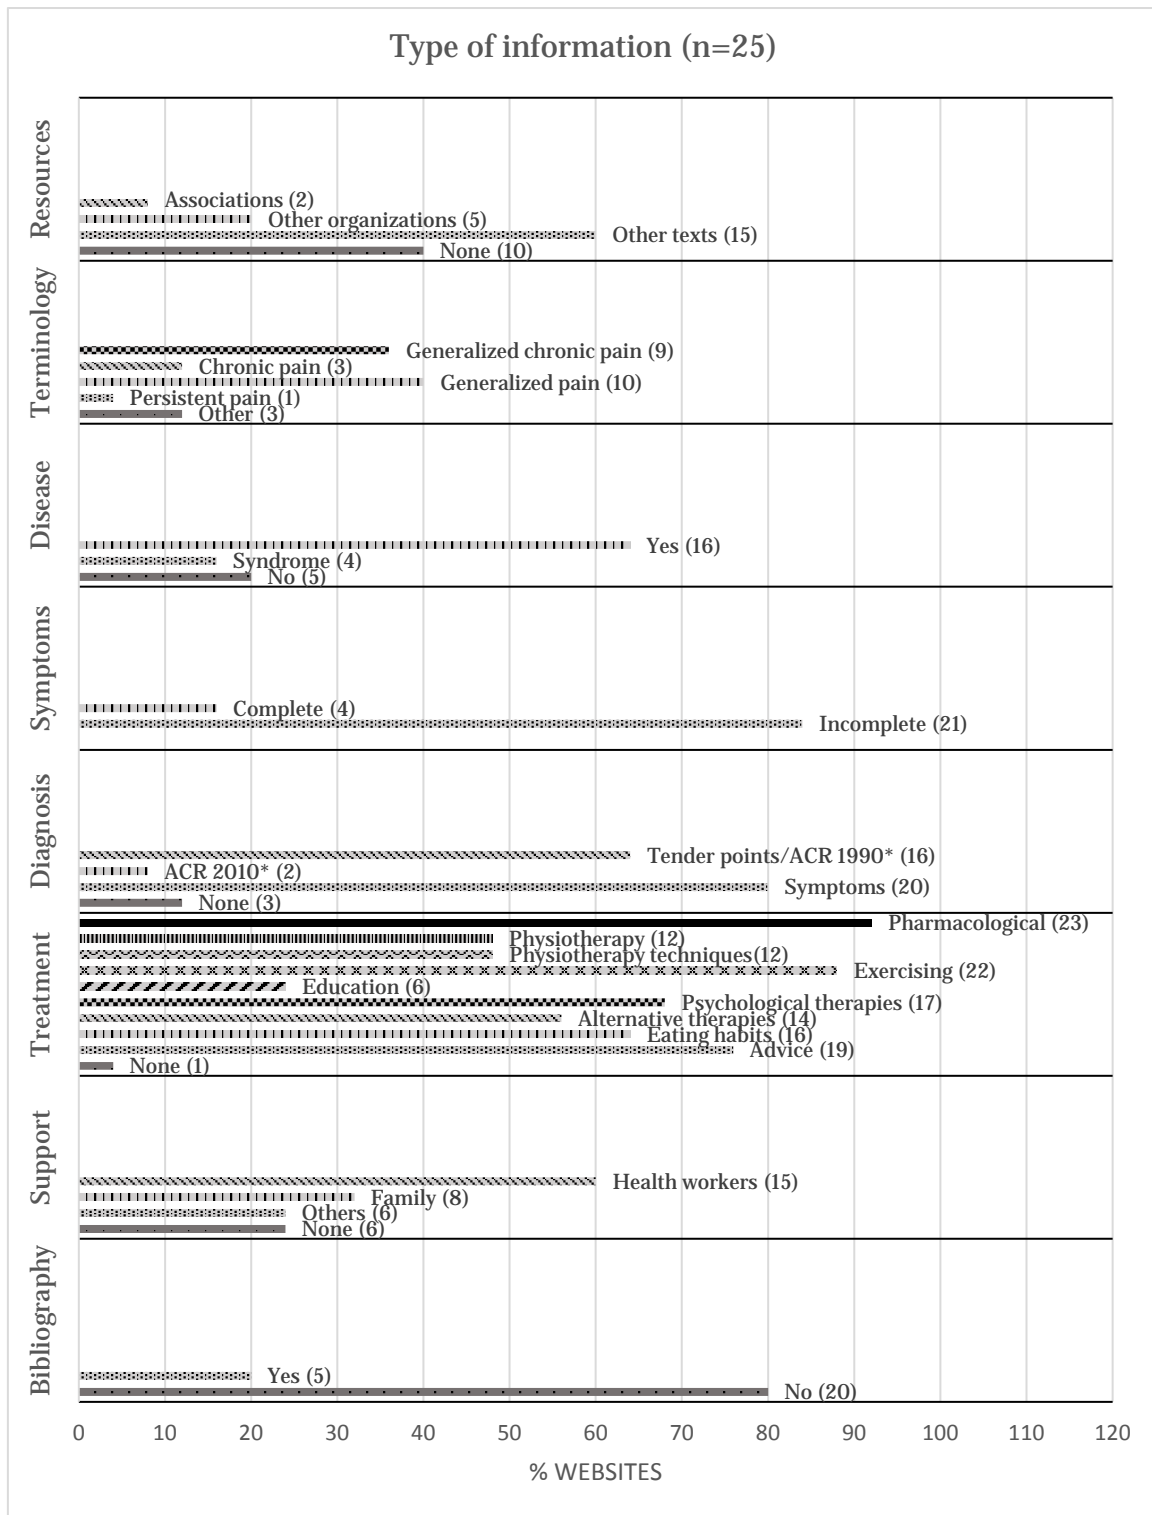 Type of information (n=25)
Resources
Associations (2)
Other organizations (5)
Other texts (15)
None (10)
Terminology
Generalized chronic pain (9)
Chronic pain (3)
Generalized pain (10)
Persistent pain (1)
Other (3)
Disease
Yes (16)
Syndrome (4)
No (5)
Symptoms
Complete (4)
Incomplete (21)
Diagnosis
Tender points/ACR 1990* (16)
ACR 2010* (2)
Symptoms (20)
None (3)
Treatment
Pharmacological (23)
Physiotherapy (12)
Physiotherapy techniques(12)
Exercising (22)
Education (6)
Psychological therapies (17)
Alternative therapies (14)
Eating habits (16)
Advice (19)
None (1)
Support
Health workers (15)
Family (8)
Others (6)
None (6)
Bibliography
Yes (5)
No (20)
0 10 20 30 40 50 60 70 80 90 100 110 120
% WEBSITES